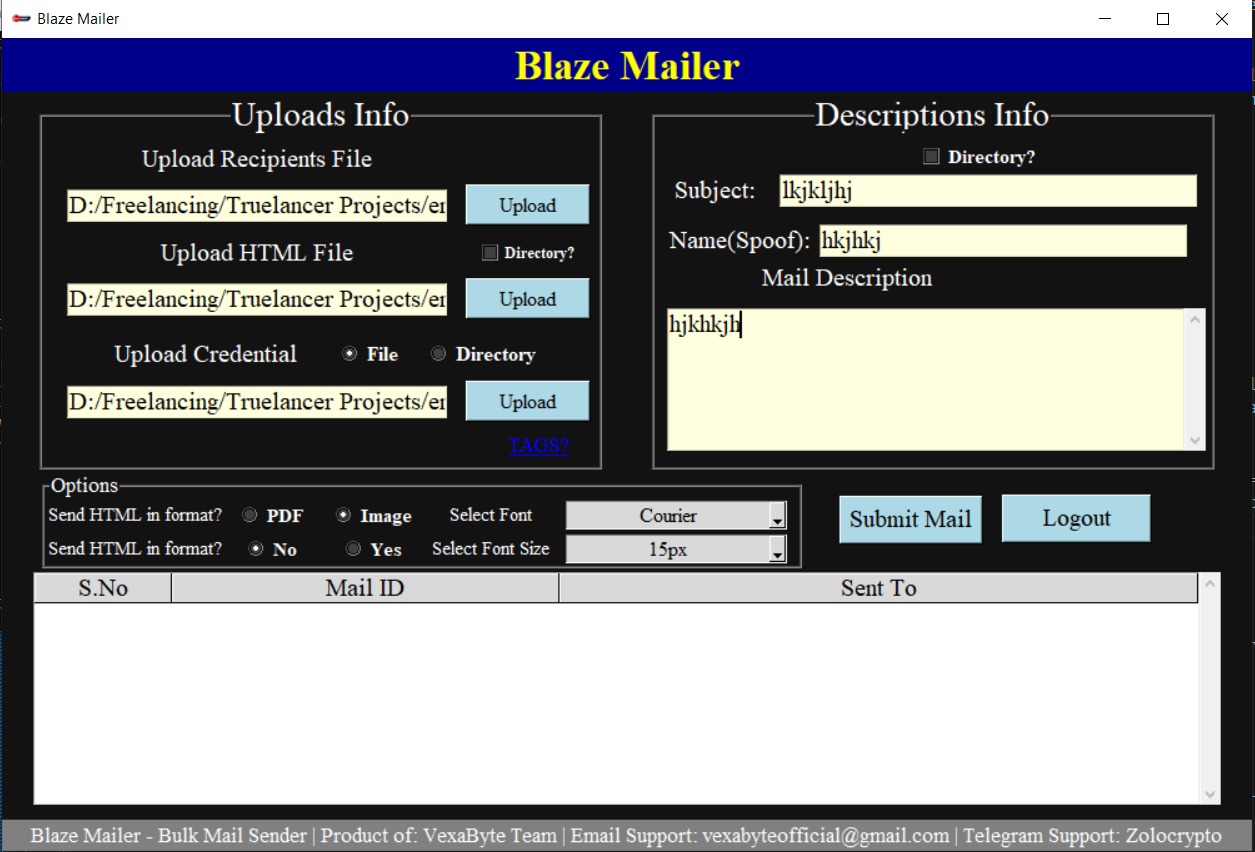 Blaze Mailer
Blaze Mailer
Uploads Info
Upload Recipients File
D:/Freelancing/Truelancer Projects/er
Upload
Upload HTML File
Directory?
D:/Freelancing/Truelancer Projects/er
Upload
Upload Credential File Directory
D:/Freelancing/Truelancer Projects/er
Upload
TAGS?
Descriptions Info
Directory?
Subject: lkjkljhj
Name(Spoof): hkjhkj
Mail Description
hjkhkjh
Options
Send HTML in format? PDF Image Select Font Courier
Send HTML in format? No Yes Select Font Size 15px
Submit Mail
Logout
S.No Mail ID Sent To
Blaze Mailer - Bulk Mail Sender | Product of: VexaByte Team | Email Support: vexabyteofficial@gmail.com | Telegram Support: Zolocrypto